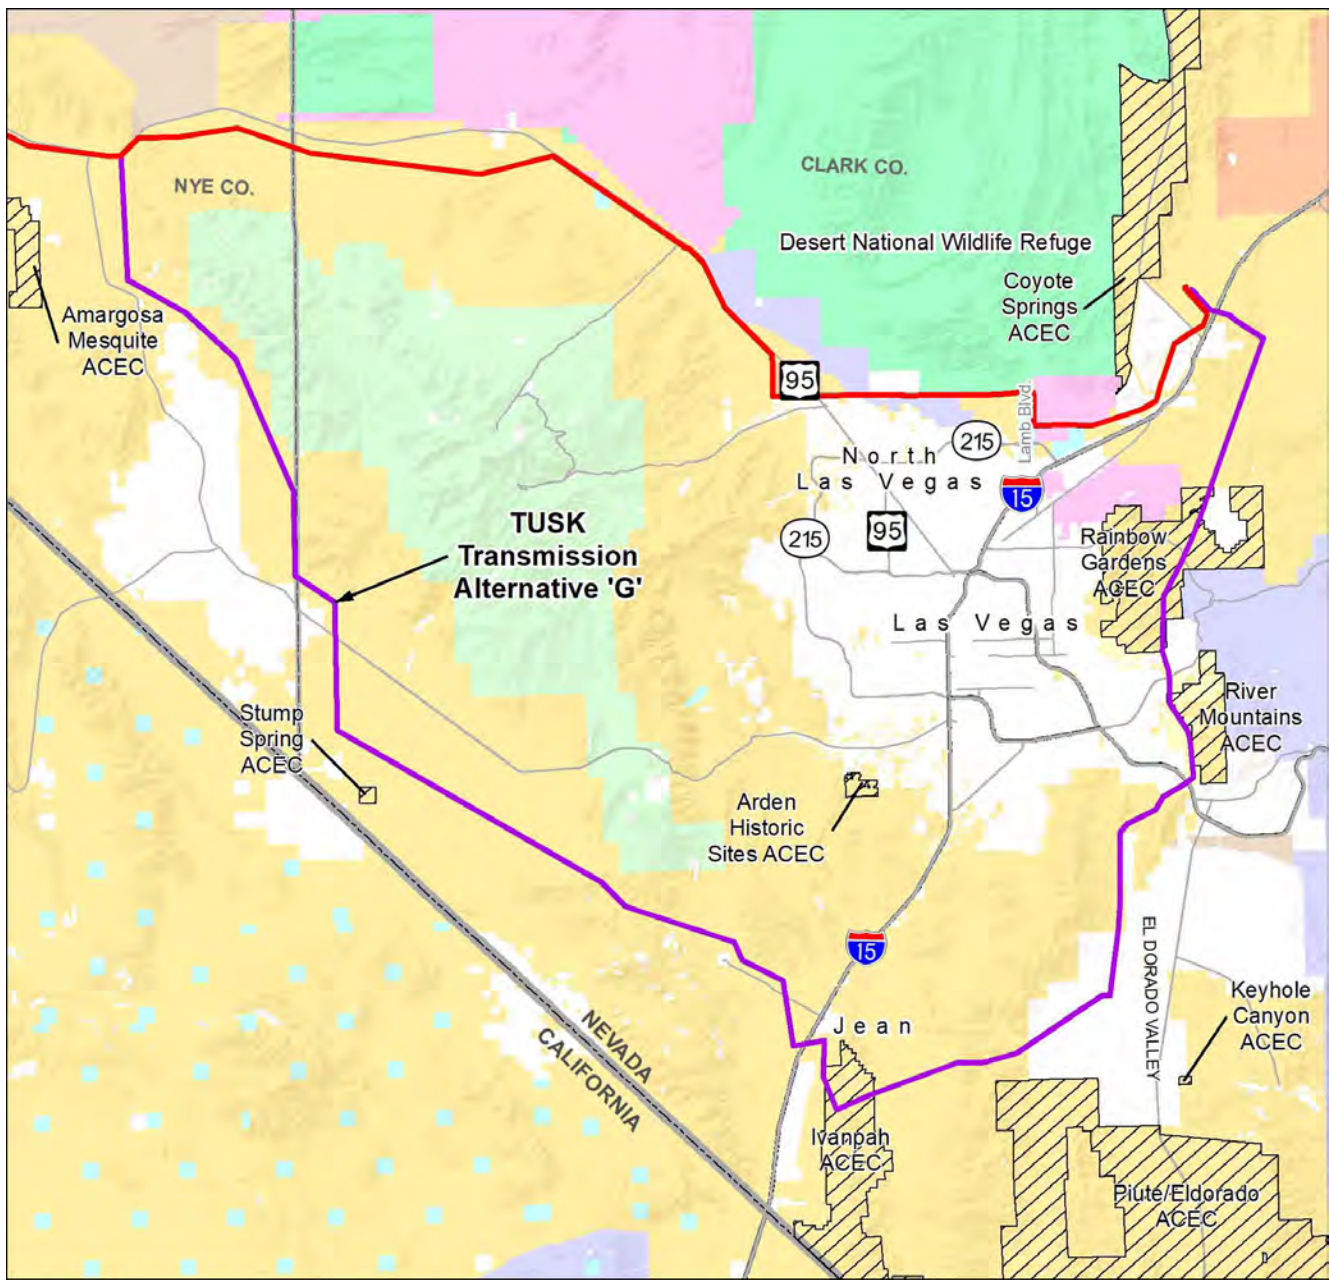 CLARK CO.
NYE CO.
Desert National Wildlife Refuge
Coyote
Springs
ACEC
Amargosa
Mesquite
ACEC
95
Lamb Blvd.
215
North
Las Vegas
15
TUSK
Transmission
Alternative 'G'
215
95
Rainbow
Gardens
ACEC
Las Vegas
River
Mountains
ACEC
Stump
Spring
ACEC
Arden
Historic
Sites ACEC
15
EL DORADO VALLEY
Keyhole
Canyon
ACEC
Jean
NEVADA
CALIFORNIA
Ivanpah
ACEC
Piute/Eldorado
ACEC